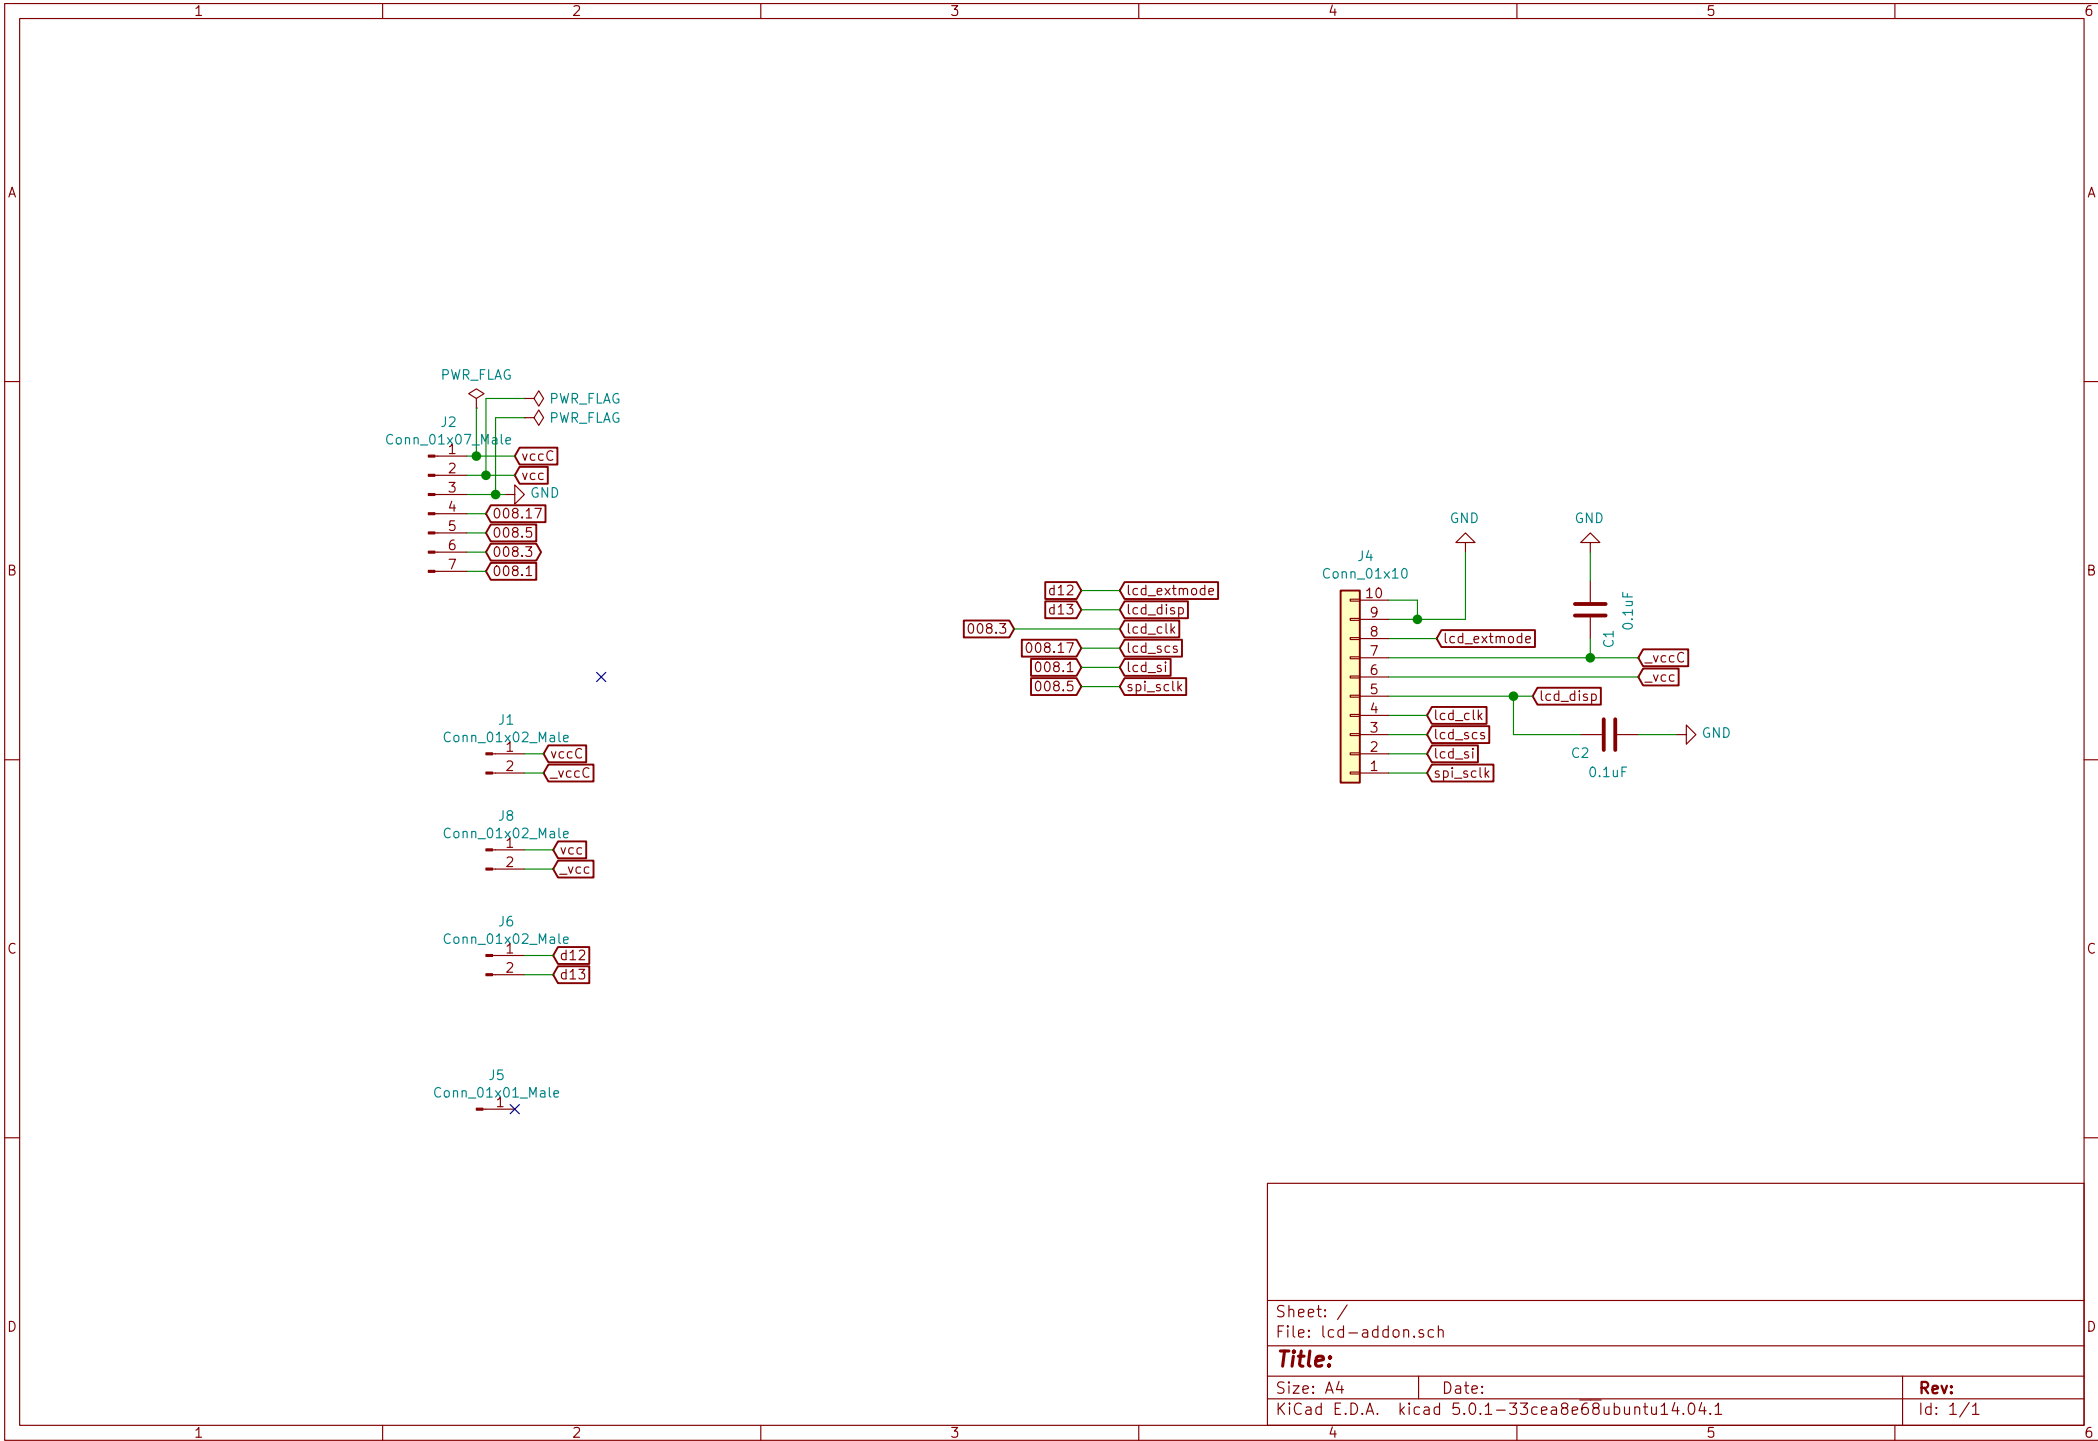 1 2 3 4 5 6
A A
PWR_FLAG
PWR_FLAG
PWR_FLAG
J2
Conn_01x07_Male
1 vccC
2 vcc
3 GND
4 008.17
5 008.5
6 008.3
7 008.1
B B
J1
Conn_01x02_Male
1 vccC
2 _vccC
J8
Conn_01x02_Male
1 vcc
2 _vcc
J6
Conn_01x02_Male
1 d12
2 d13
J5
Conn_01x01_Male
1
d12 lcd_extmode
d13 lcd_disp
008.3 lcd_clk
008.17 lcd_scs
008.1 lcd_si
008.5 spi_sclk
GND GND
J4
Conn_01x10
10
9
8 lcd_extmode
7 _vccC
6 _vcc
5 lcd_disp
4 lcd_clk
3 lcd_scs
2 lcd_si
1 spi_sclk
C1
0.1uF
C2
0.1uF
GND
C C
D D
Sheet: /
File: lcd-addon.sch
Title:
Size: A4 Date: Rev:
KiCad E.D.A. kicad 5.0.1-33cea8e68ubuntu14.04.1 Id: 1/1
1 2 3 4 5 6